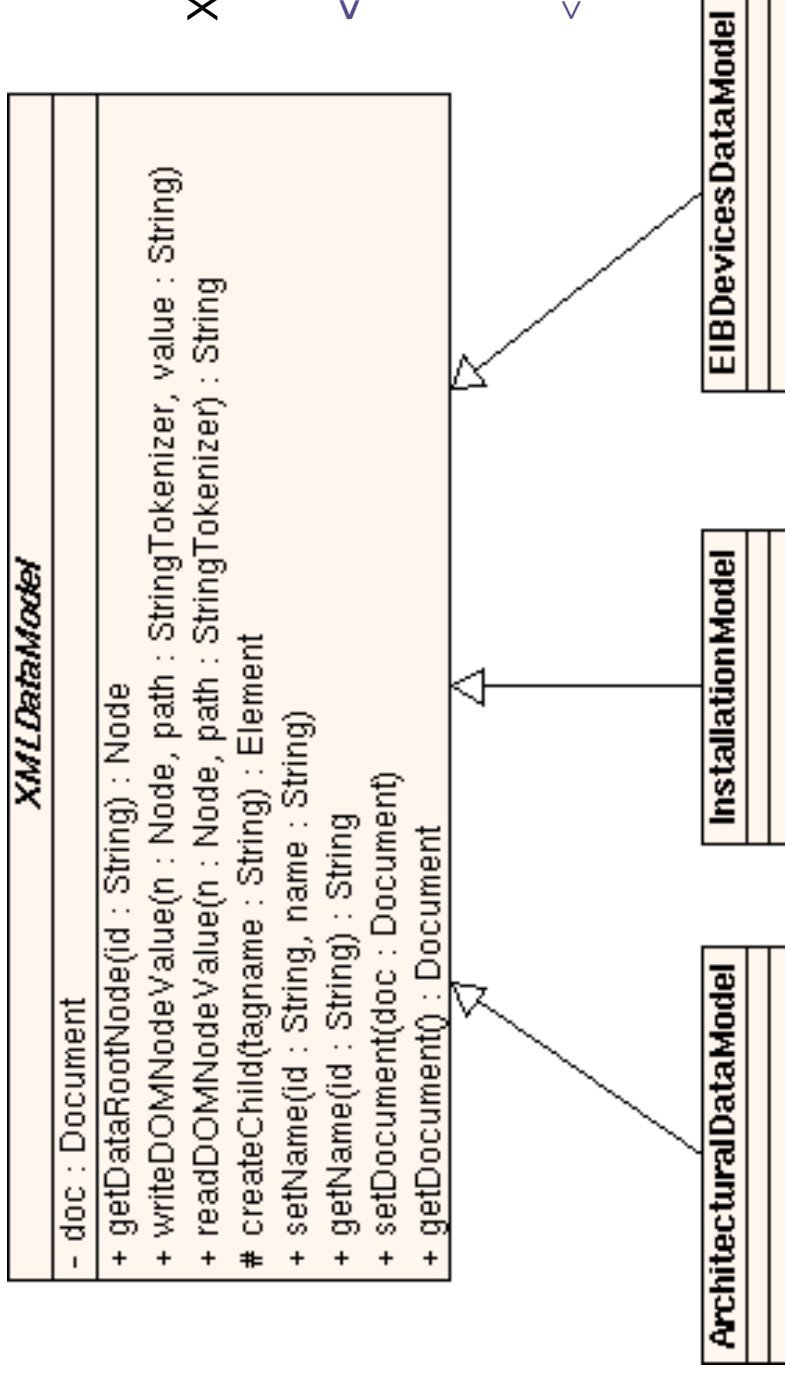 XMLDataModel
- doc : Document
+ getDataRootNode(id : String) : Node
+ writeDOMNodeValue(n : Node, path : StringTokenizer, value : String)
+ readDOMNodeValue(n : Node, path : StringTokenizer) : String
# createChild(tagname : String) : Element
+ setName(id : String, name : String)
+ getName(id : String) : String
+ setDocument(doc : Document)
+ getDocument() : Document
ArchitecturalDataModel
InstallationModel
EIBDevicesDataModel
X
<
<